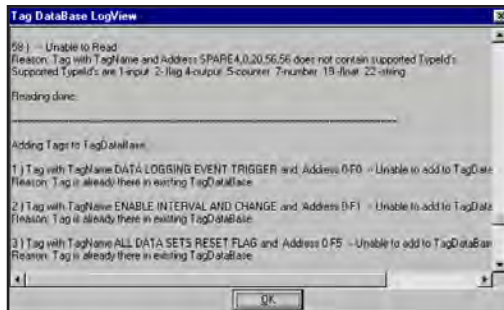 Tag DataBase LogView
58 ) -- Unable to Read
Reason: Tag with TagName and Address SPARE4,0,20,56,56 does not contain supported TypeId's.
Supported TypeId's are 1-input 2- flag 4-output 5-counter 7-number 19 -float 22 -string
Reading done.
Adding Tags to TagDataBase
1 ) Tag with TagName DATA LOGGING EVENT TRIGGER and Address 0-F0 -- Unable to add to TagData
Reason: Tag is already there in existing TagDataBase
2 ) Tag with TagName ENABLE INTERVAL AND CHANGE and Address 0-F1 -- Unable to add to TagData
Reason: Tag is already there in existing TagDataBase
3 ) Tag with TagName ALL DATA SETS RESET FLAG and Address 0-F5 -- Unable to add to TagDataBas
Reason: Tag is already there in existing TagDataBase
OK